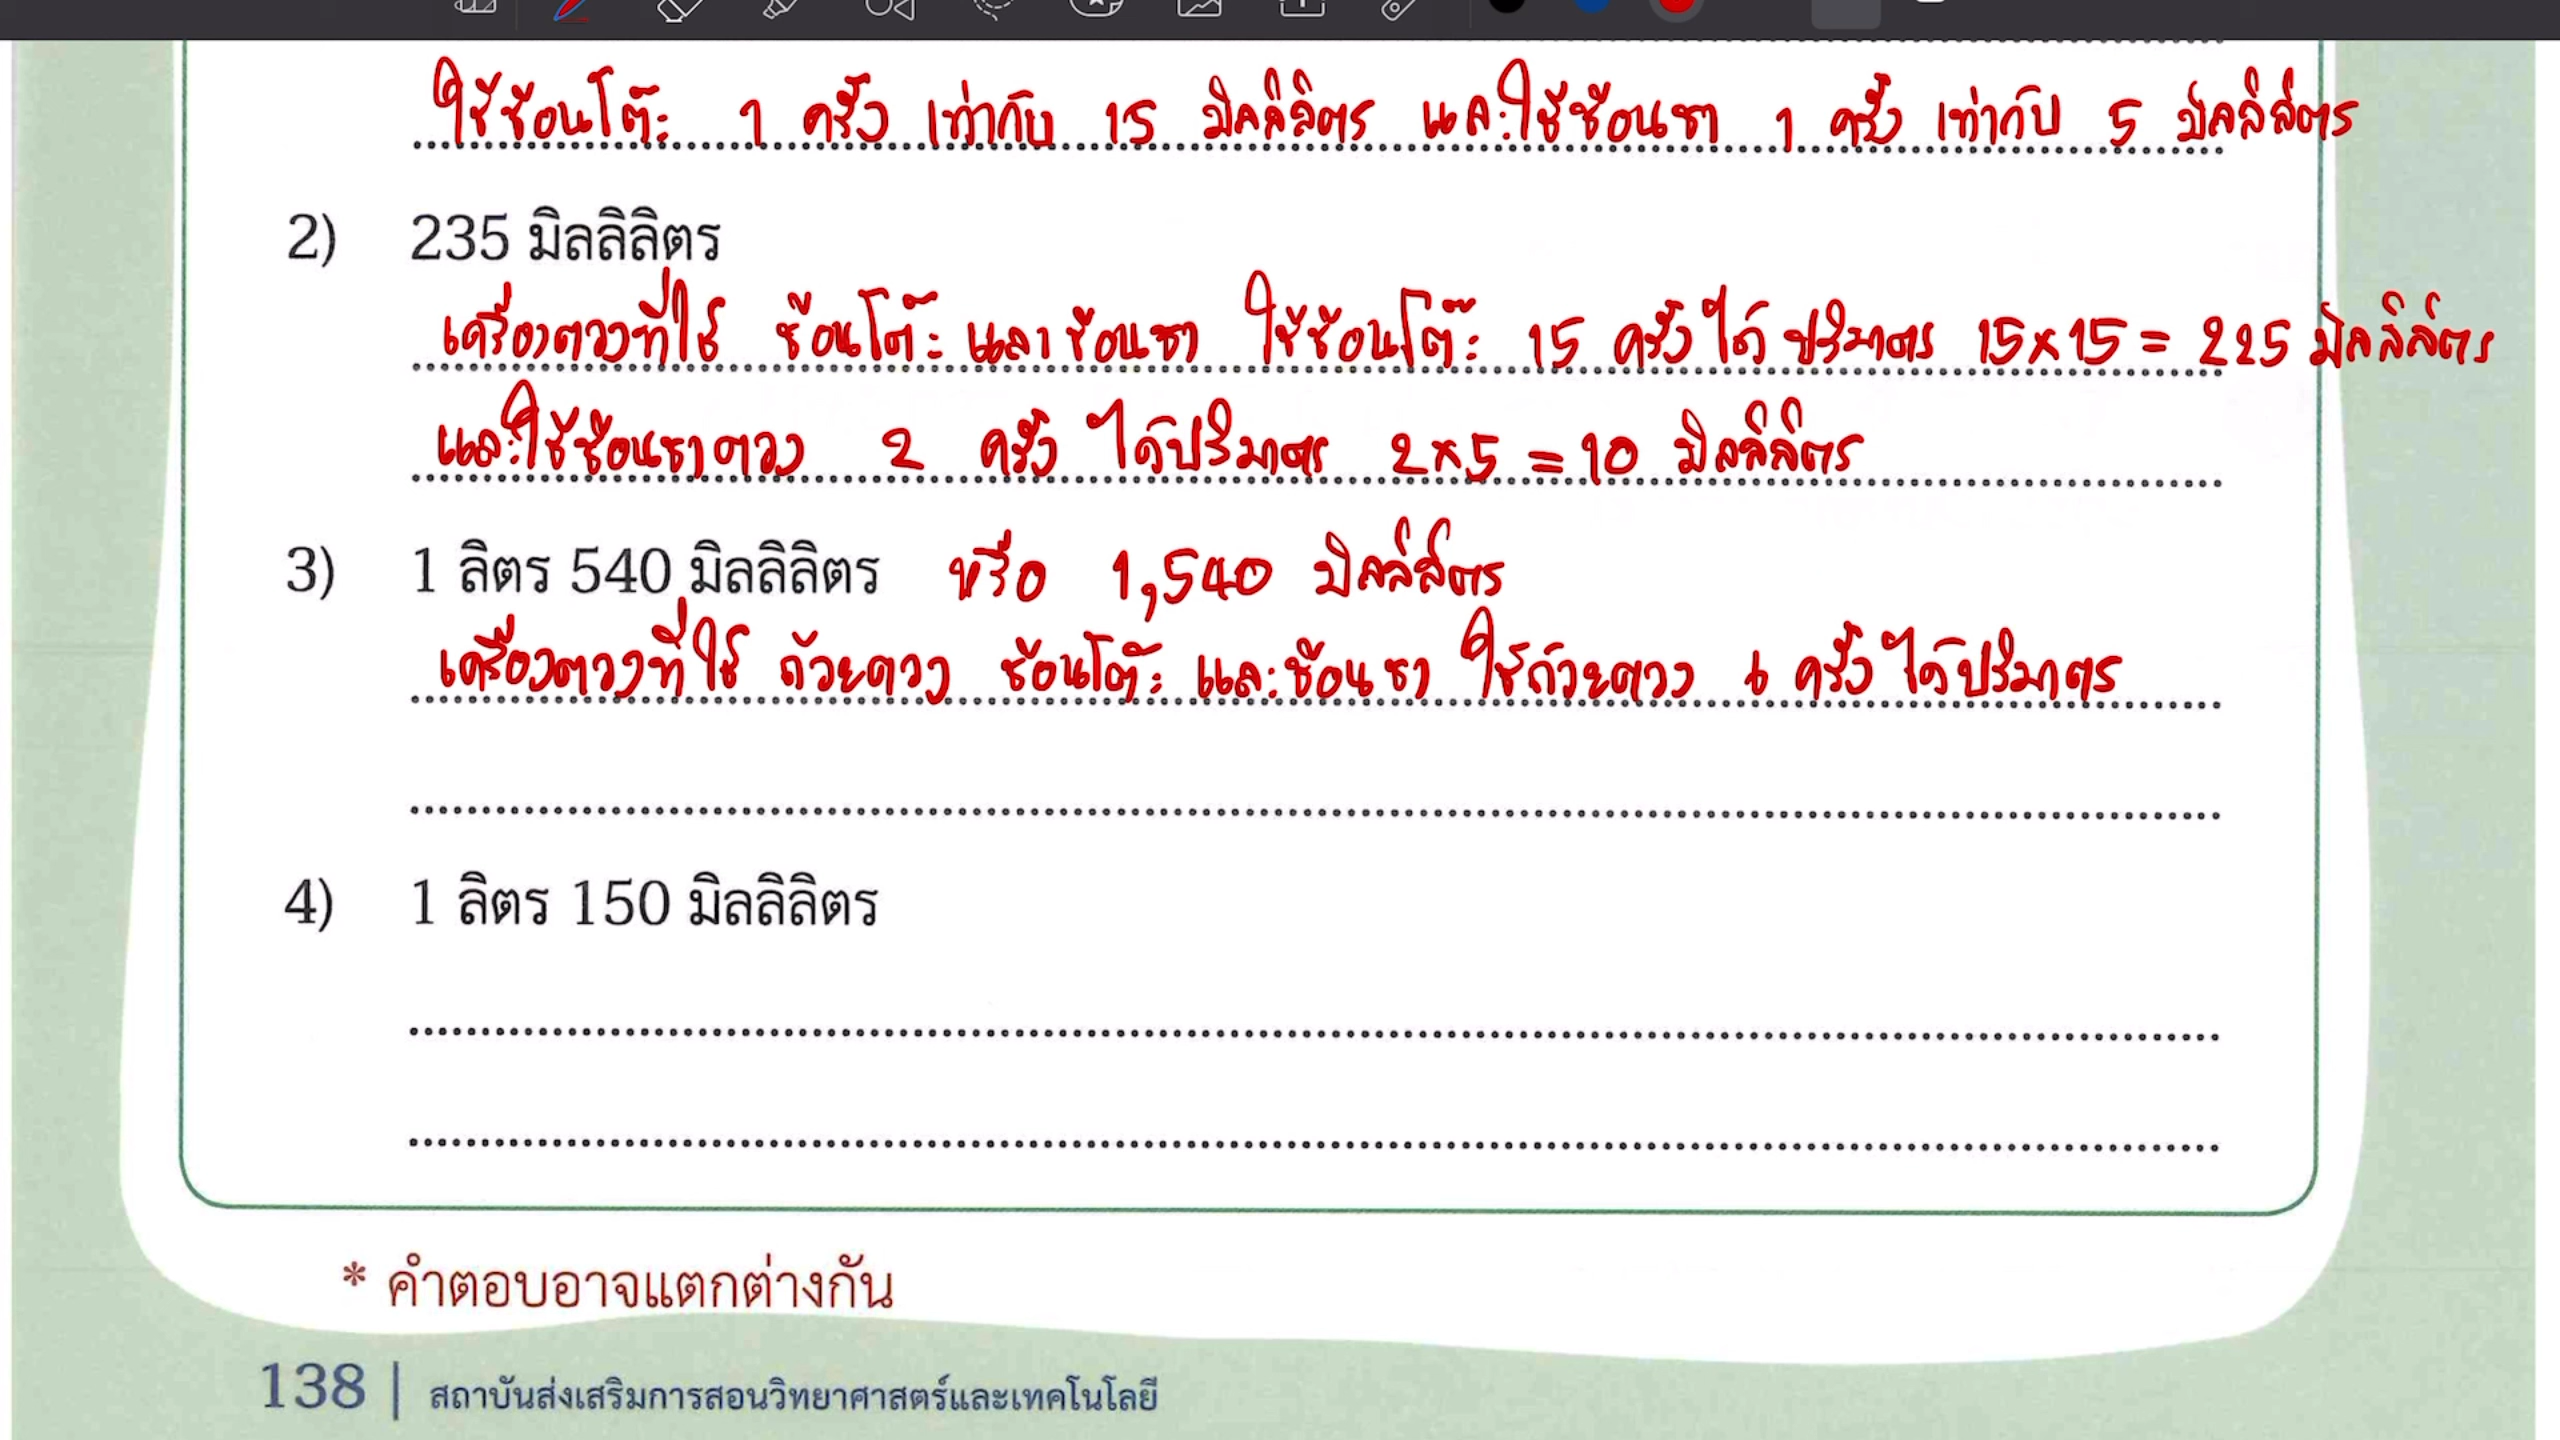 ใช้ช้อนโต๊ะ 1 ครั้ง เท่ากับ 15 มิลลิลิตร และใช้ช้อนชา 1 ครั้ง เท่ากับ 5 มิลลิลิตร
2) 235 มิลลิลิตร
เครื่องตวงที่ใช้ ช้อนโต๊ะ และช้อนชา ใช้ช้อนโต๊ะ 15 ครั้งได้ ปริมาตร 15×15 = 225 มิลลิลิตร
และใช้ช้อนชาตวง 2 ครั้ง ได้ปริมาตร 2×5 = 10 มิลลิลิตร
3) 1 ลิตร 540 มิลลิลิตร หรือ 1,540 มิลลิลิตร
เครื่องตวงที่ใช้ ถ้วยตวง ช้อนโต๊ะ และช้อนชา ใช้ถ้วยตวง 6 ครั้ง ได้ปริมาตร
4) 1 ลิตร 150 มิลลิลิตร
* คำตอบอาจแตกต่างกัน
138 | สถาบันส่งเสริมการสอนวิทยาศาสตร์และเทคโนโลยี